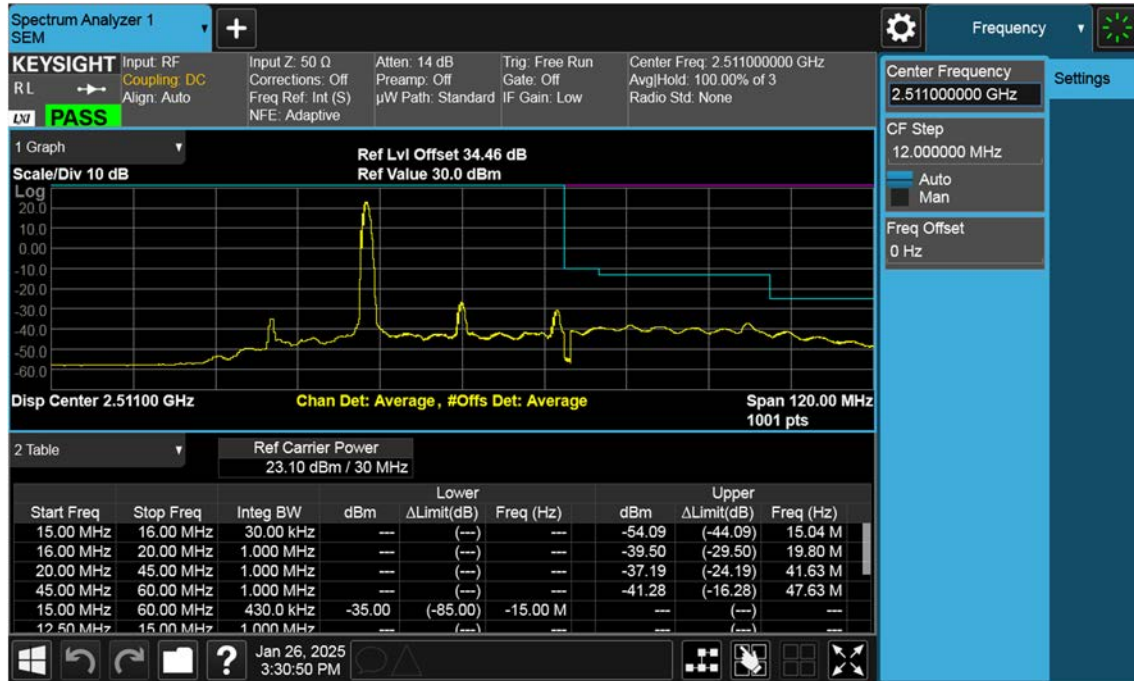 Spectrum Analyzer 1
SEM
+
Frequency
KEYSIGHT
R L
LXI
PASS
Input: RF
Coupling: DC
Align: Auto
Input Z: 50 Ω
Corrections: Off
Freq Ref: Int (S)
NFE: Adaptive
Atten: 14 dB
Preamp: Off
µW Path: Standard
Trig: Free Run
Gate: Off
IF Gain: Low
Center Freq: 2.511000000 GHz
Avg|Hold: 100.00% of 3
Radio Std: None
Center Frequency
2.511000000 GHz
Settings
CF Step
12.000000 MHz
Auto
Man
Freq Offset
0 Hz
1 Graph
Scale/Div 10 dB
Ref Lvl Offset 34.46 dB
Ref Value 30.0 dBm
Log
20.0
10.0
0.00
-10.0
-20.0
-30.0
-40.0
-50.0
-60.0
Disp Center 2.51100 GHz
Chan Det: Average, #Offs Det: Average
Span 120.00 MHz
1001 pts
2 Table
Ref Carrier Power
23.10 dBm / 30 MHz
Lower Upper
Start Freq Stop Freq Integ BW dBm ΔLimit(dB) Freq (Hz) dBm ΔLimit(dB) Freq (Hz)
15.00 MHz 16.00 MHz 30.00 kHz --- (---) --- -54.09 (-44.09) 15.04 M
16.00 MHz 20.00 MHz 1.000 MHz --- (---) --- -39.50 (-29.50) 19.80 M
20.00 MHz 45.00 MHz 1.000 MHz --- (---) --- -37.19 (-24.19) 41.63 M
45.00 MHz 60.00 MHz 1.000 MHz --- (---) --- -41.28 (-16.28) 47.63 M
15.00 MHz 60.00 MHz 430.0 kHz -35.00 (-85.00) -15.00 M --- (---) ---
12.50 MHz 15.00 MHz 1.000 MHz --- (---) --- --- (---) ---
?
Jan 26, 2025
3:30:50 PM